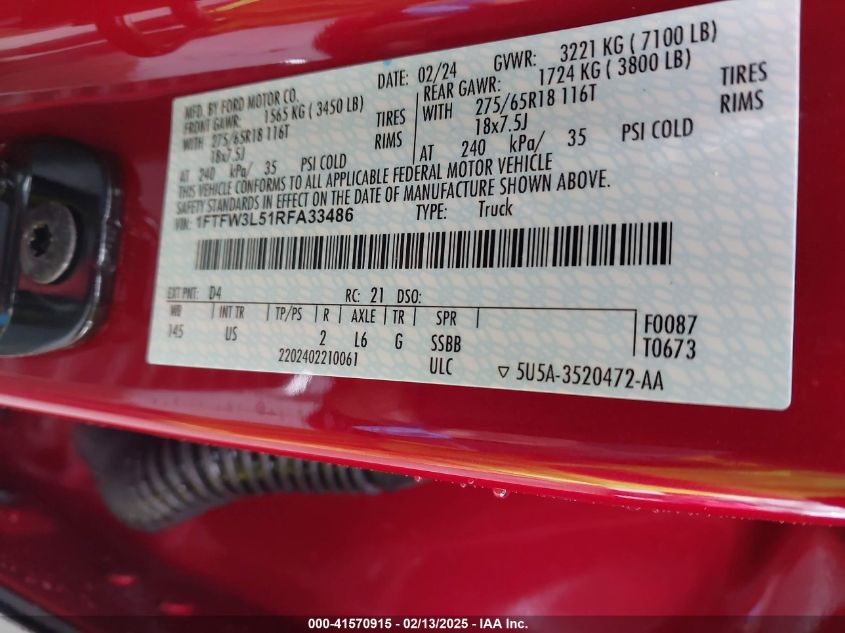 MFD. BY FORD MOTOR CO.
DATE: 02/24 GVWR: 3221 KG ( 7100 LB)
FRONT GAWR: 1565 KG ( 3450 LB)
REAR GAWR: 1724 KG ( 3800 LB)
WITH 275/65R18 116T TIRES
WITH 275/65R18 116T TIRES
18x7.5J RIMS
18x7.5J RIMS
AT 240 kPa/ 35 PSI COLD
AT 240 kPa/ 35 PSI COLD
THIS VEHICLE CONFORMS TO ALL APPLICABLE FEDERAL MOTOR VEHICLE
SAFETY STANDARDS IN EFFECT ON THE DATE OF MANUFACTURE SHOWN ABOVE.
VIN: 1FTFW3L51RFA33486 TYPE: Truck
EXT PNT: D4 RC: 21 DSO:
WB INT TR TP/PS R AXLE TR SPR
145 US 2 L6 G SSBB
F0087
T0673
2202402210061 ULC
▽ 5U5A-3520472-AA
000-41570915 - 02/13/2025 - IAA Inc.